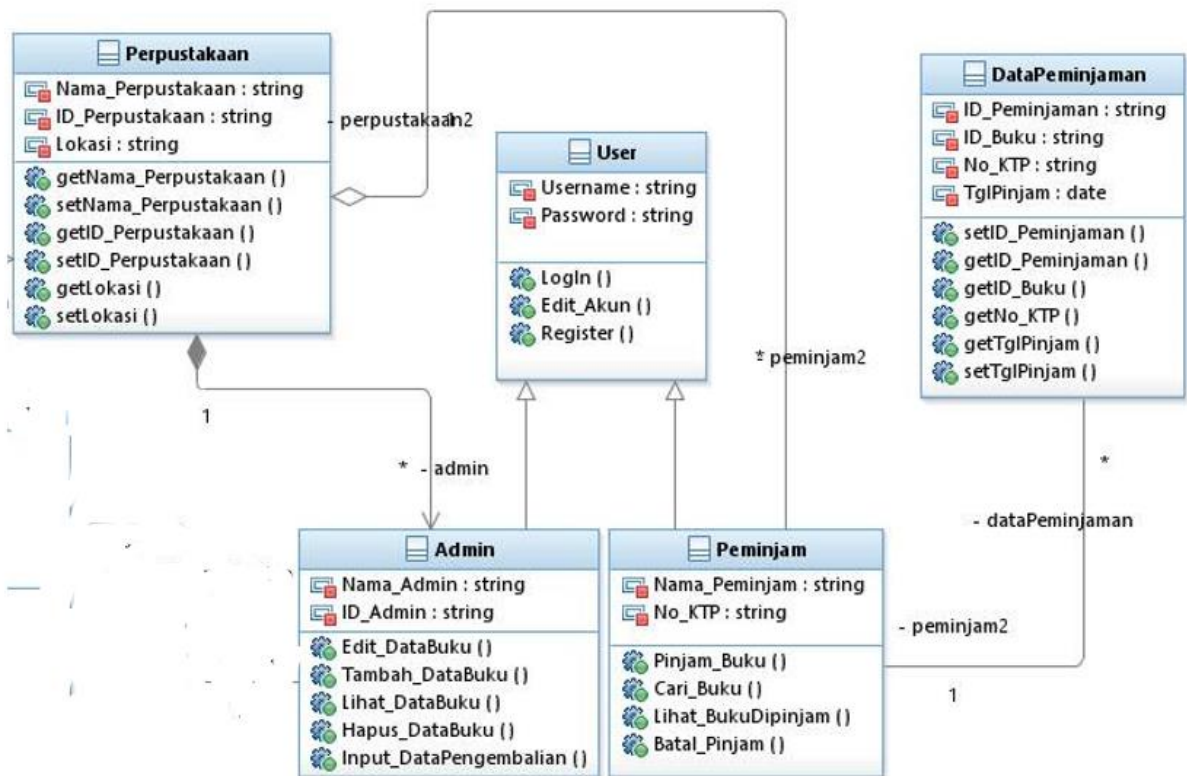 Perpustakaan
Nama_Perpustakaan : string
ID_Perpustakaan : string
Lokasi : string
getNama_Perpustakaan ()
setNama_Perpustakaan ()
getID_Perpustakaan ()
setID_Perpustakaan ()
getLokasi ()
setLokasi ()
- perpustakaan2
User
Username : string
Password : string
LogIn ()
Edit_Akun ()
Register ()
DataPeminjaman
ID_Peminjaman : string
ID_Buku : string
No_KTP : string
TglPinjam : date
setID_Peminjaman ()
getID_Peminjaman ()
getID_Buku ()
getNo_KTP ()
getTglPinjam ()
setTglPinjam ()
* - peminjam2
1
* - admin
*
- dataPeminjaman
Admin
Nama_Admin : string
ID_Admin : string
Edit_DataBuku ()
Tambah_DataBuku ()
Lihat_DataBuku ()
Hapus_DataBuku ()
Input_DataPengembalian ()
Peminjam
Nama_Peminjam : string
No_KTP : string
Pinjam_Buku ()
Cari_Buku ()
Lihat_BukuDipinjam ()
Batal_Pinjam ()
- peminjam2
1